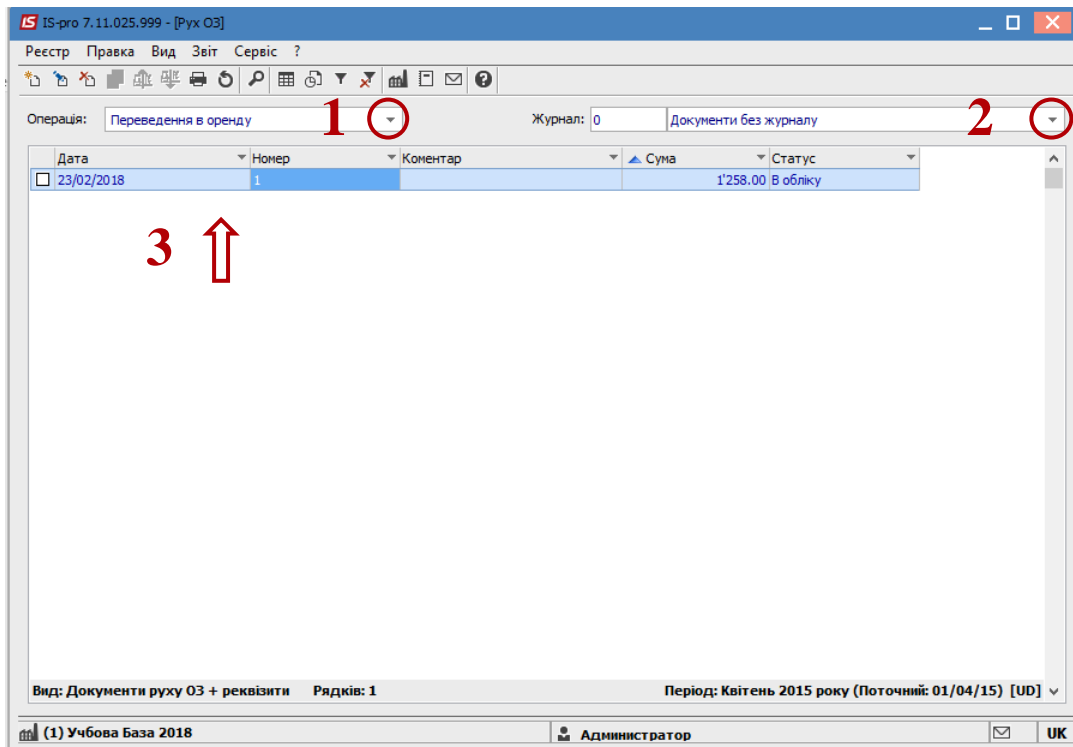 IS-pro 7.11.025.999 - [Рух ОЗ]
Реєстр Правка Вид Звіт Сервіс ?
Операція: Переведення в оренду 1 Журнал: 0 Документи без журналу 2
Дата Номер Коментар Сума Статус
23/02/2018 1 1'258.00 В обліку
3
Вид: Документи руху ОЗ + реквізити Рядків: 1 Період: Квітень 2015 року (Поточний: 01/04/15) [UD]
(1) Учбова База 2018 Администратор UK